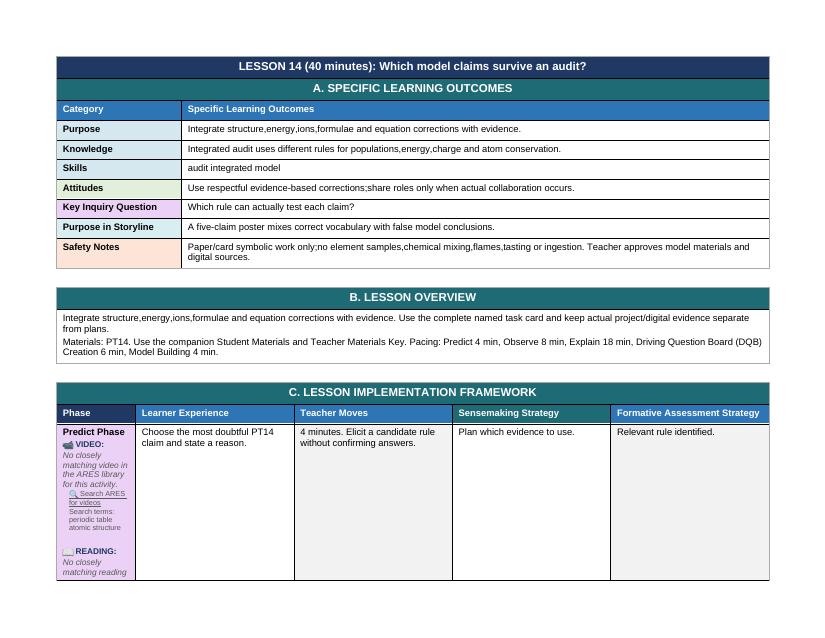 LESSON 14 (40 minutes): Which model claims survive an audit?
A. SPECIFIC LEARNING OUTCOMES
Category
Specific Learning Outcomes
Purpose
Integrate structure,energy,ions,formulae and equation corrections with evidence.
Knowledge
Integrated audit uses different rules for populations,energy,charge and atom conservation.
Skills
audit integrated model
Attitudes
Use respectful evidence-based corrections;share roles only when actual collaboration occurs.
Key Inquiry Question
Which rule can actually test each claim?
Purpose in Storyline
A five-claim poster mixes correct vocabulary with false model conclusions.
Safety Notes
Paper/card symbolic work only;no element samples,chemical mixing,flames,tasting or ingestion. Teacher approves model materials and
digital sources.
B. LESSON OVERVIEW
Integrate structure,energy,ions,formulae and equation corrections with evidence. Use the complete named task card and keep actual project/digital evidence separate
from plans.
Materials: PT14. Use the companion Student Materials and Teacher Materials Key. Pacing: Predict 4 min, Observe 8 min, Explain 18 min, Driving Question Board (DQB)
Creation 6 min, Model Building 4 min.
C. LESSON IMPLEMENTATION FRAMEWORK
Phase
Learner Experience
Teacher Moves
Sensemaking Strategy
Formative Assessment Strategy
Predict Phase
VIDEO:
No closely
matching video in
the ARES library
for this activity.
Search ARES
for videos
Search terms:
periodic table
atomic structure
READING:
No closely
matching reading
Choose the most doubtful PT14
claim and state a reason.
4 minutes. Elicit a candidate rule
without confirming answers.
Plan which evidence to use.
Relevant rule identified.